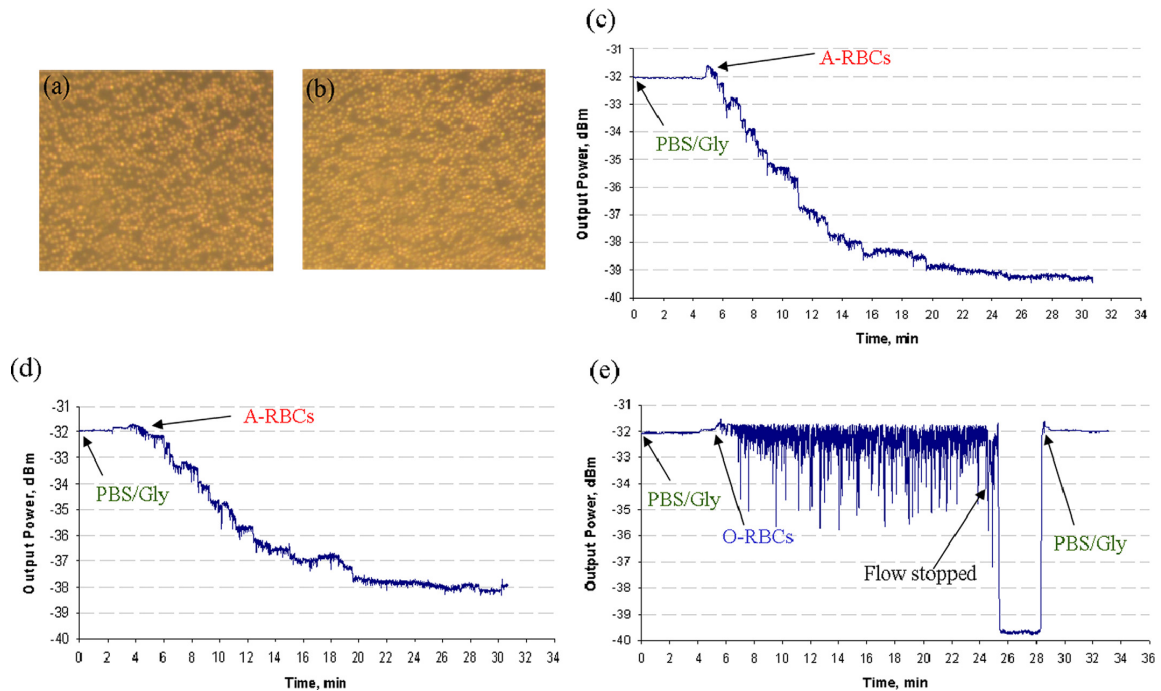 (a)
(b)
(c)
Output Power, dBm
-31
-32
-33
-34
-35
-36
-37
-38
-39
-40
A-RBCs
PBS/Gly
0 2 4 6 8 10 12 14 16 18 20 22 24 26 28 30 32 34
Time, min
(d)
Output Power, dBm
-31
-32
-33
-34
-35
-36
-37
-38
-39
-40
A-RBCs
PBS/Gly
0 2 4 6 8 10 12 14 16 18 20 22 24 26 28 30 32 34
Time, min
(e)
Output Power, dBm
-31
-32
-33
-34
-35
-36
-37
-38
-39
-40
PBS/Gly
O-RBCs
Flow stopped
PBS/Gly
0 2 4 6 8 10 12 14 16 18 20 22 24 26 28 30 32 34 36
Time, min